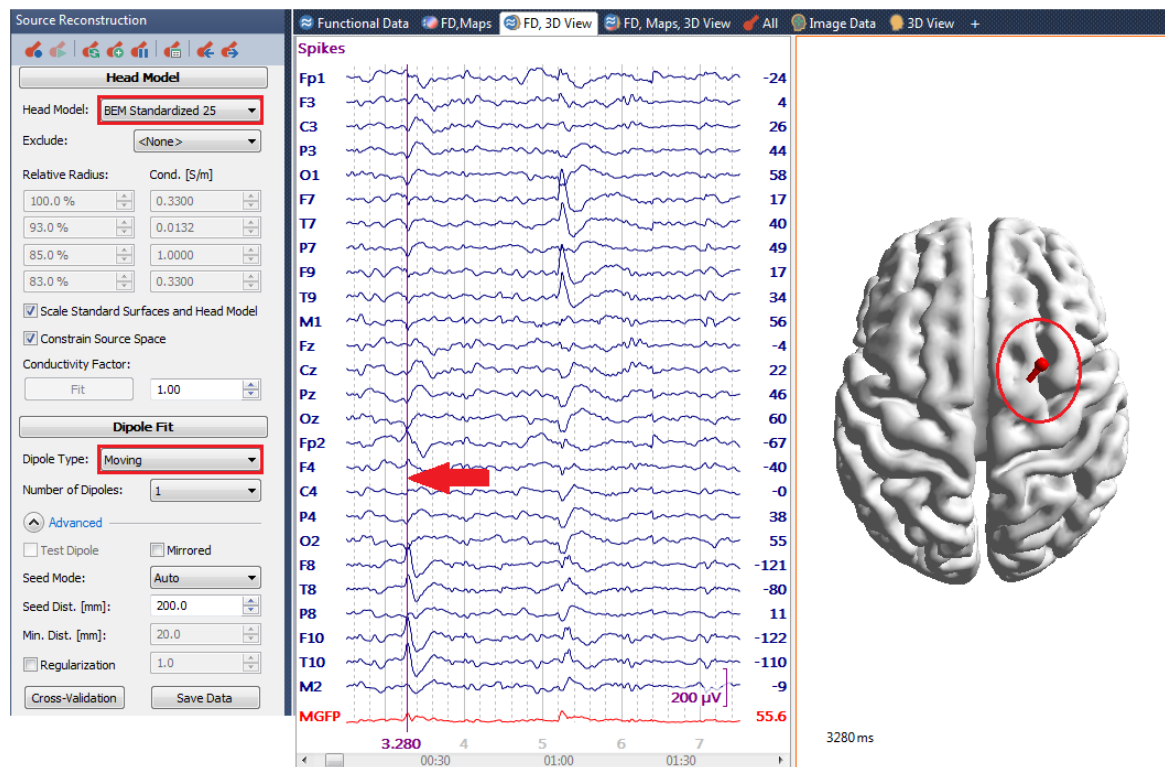 Source Reconstruction
Head Model
Head Model: BEM Standardized 25
Exclude: <None>
Relative Radius: Cond. [S/m]
100.0 % 0.3300
93.0 % 0.0132
85.0 % 1.0000
83.0 % 0.3300
Scale Standard Surfaces and Head Model
Constrain Source Space
Conductivity Factor:
Fit 1.00
Dipole Fit
Dipole Type: Moving
Number of Dipoles: 1
Advanced
Test Dipole Mirrored
Seed Mode: Auto
Seed Dist. [mm]: 200.0
Min. Dist. [mm]: 20.0
Regularization 1.0
Cross-Validation Save Data
Functional Data FD,Maps FD, 3D View FD, Maps, 3D View All Image Data 3D View +
Spikes
Fp1 -24
F3 4
C3 26
P3 44
O1 58
F7 17
T7 40
P7 49
F9 17
T9 34
M1 56
Fz -4
Cz 22
Pz 46
Oz 60
Fp2 -67
F4 -40
C4 -0
P4 38
O2 55
F8 -121
T8 -80
P8 11
F10 -122
T10 -110
M2 -9
200 µV
MGFP 55.6
3.280 4 5 6 7
00:30 01:00 01:30
3280 ms